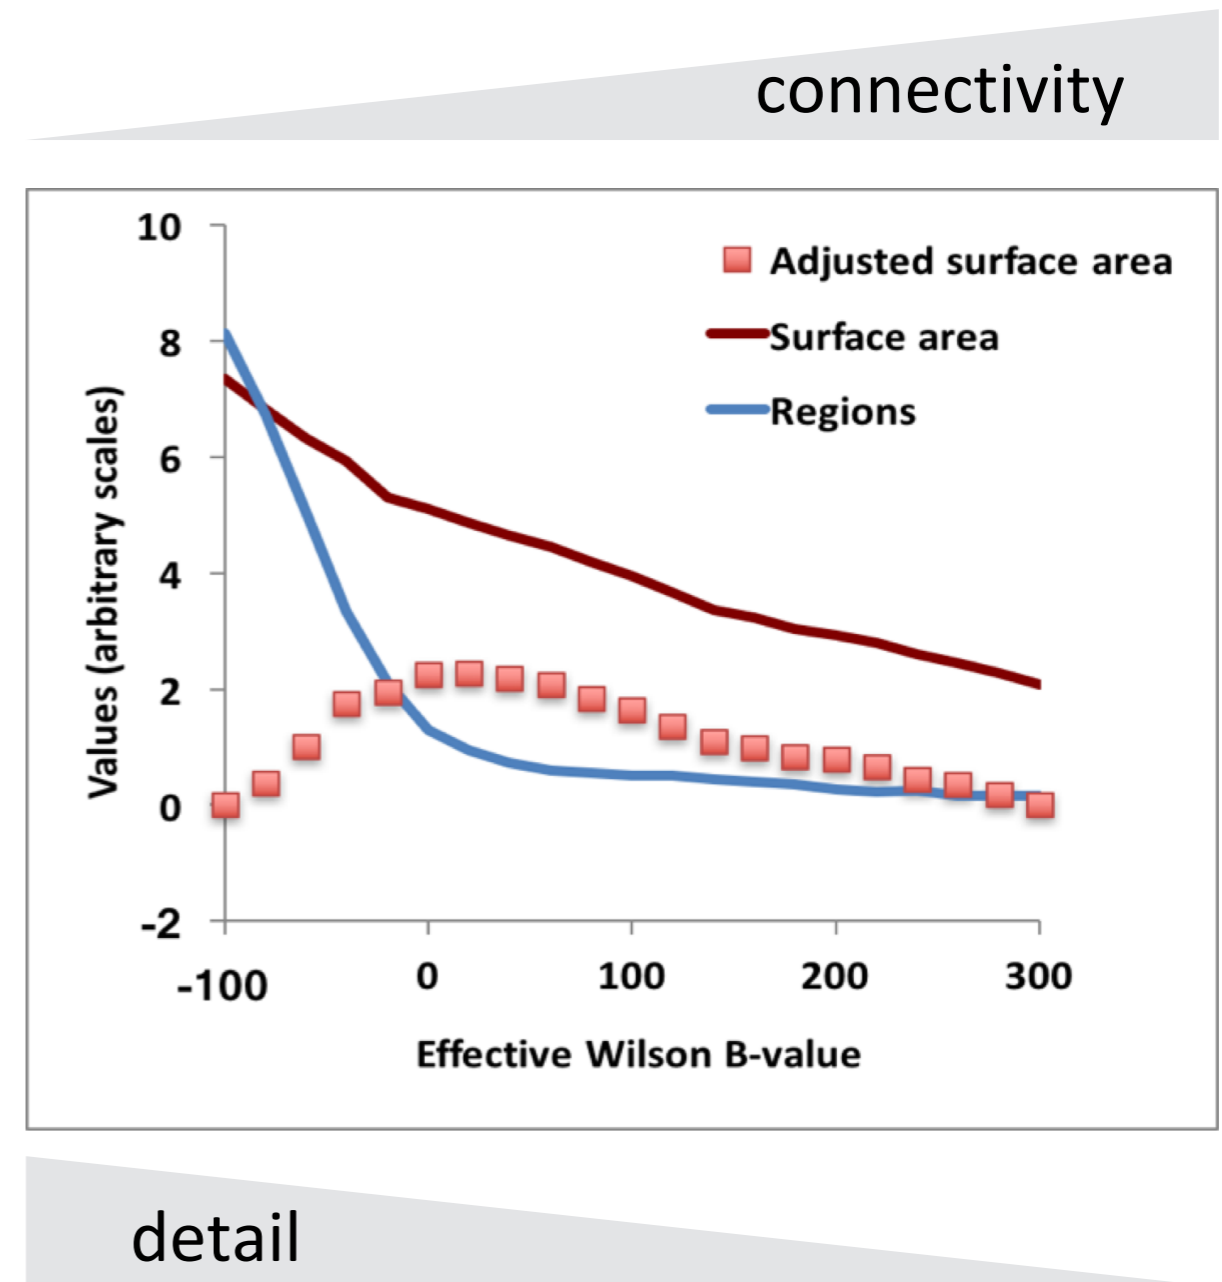 connectivity
10
8
6
4
2
0
-2
Values (arbitrary scales)
Adjusted surface area
Surface area
Regions
-100 0 100 200 300
Effective Wilson B-value
detail